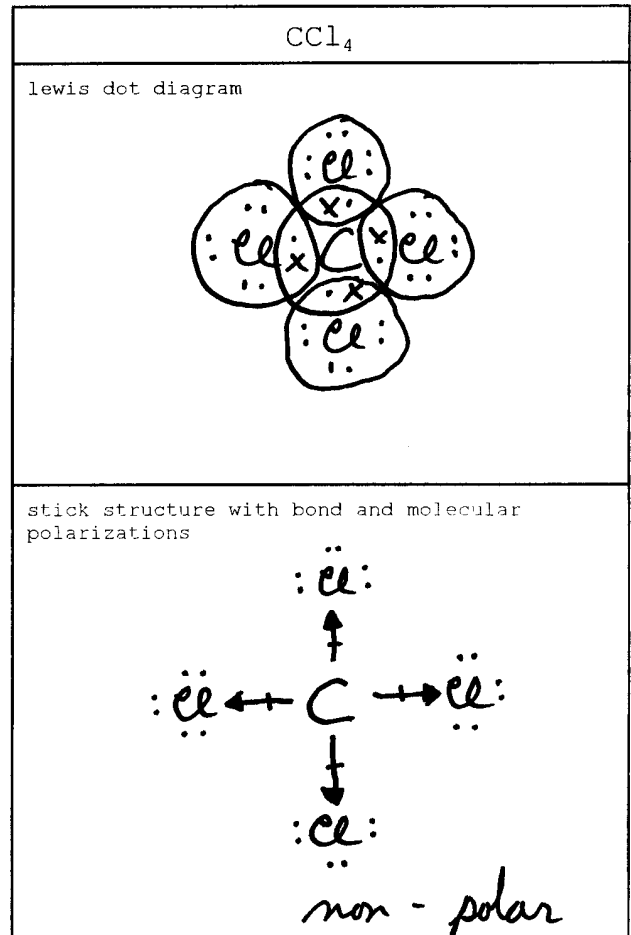 CCl₄
lewis dot diagram
Cl
Cl C Cl
Cl
stick structure with bond and molecular
polarizations
Cl
Cl C Cl
Cl
non - polar